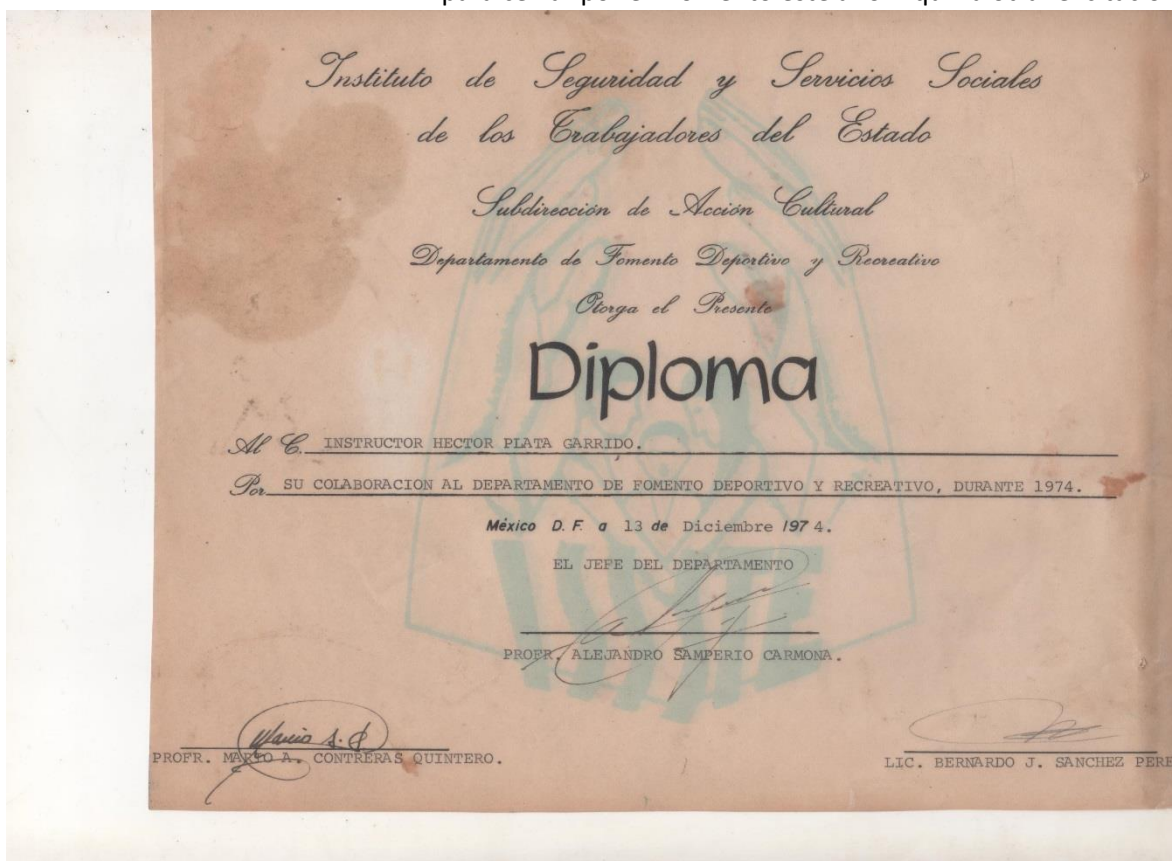 Instituto de Seguridad y Servicios Sociales
de los Trabajadores del Estado
Subdirección de Acción Cultural
Departamento de Fomento Deportivo y Recreativo
Otorga el Presente
Diploma
Al C. INSTRUCTOR HECTOR PLATA GARRIDO.
Por SU COLABORACION AL DEPARTAMENTO DE FOMENTO DEPORTIVO Y RECREATIVO, DURANTE 1974.
México D. F. a 13 de Diciembre 1974.
EL JEFE DEL DEPARTAMENTO
PROFR. ALEJANDRO SAMPERIO CARMONA.
PROFR. MARIO A. CONTRERAS QUINTERO.
LIC. BERNARDO J. SANCHEZ PERE